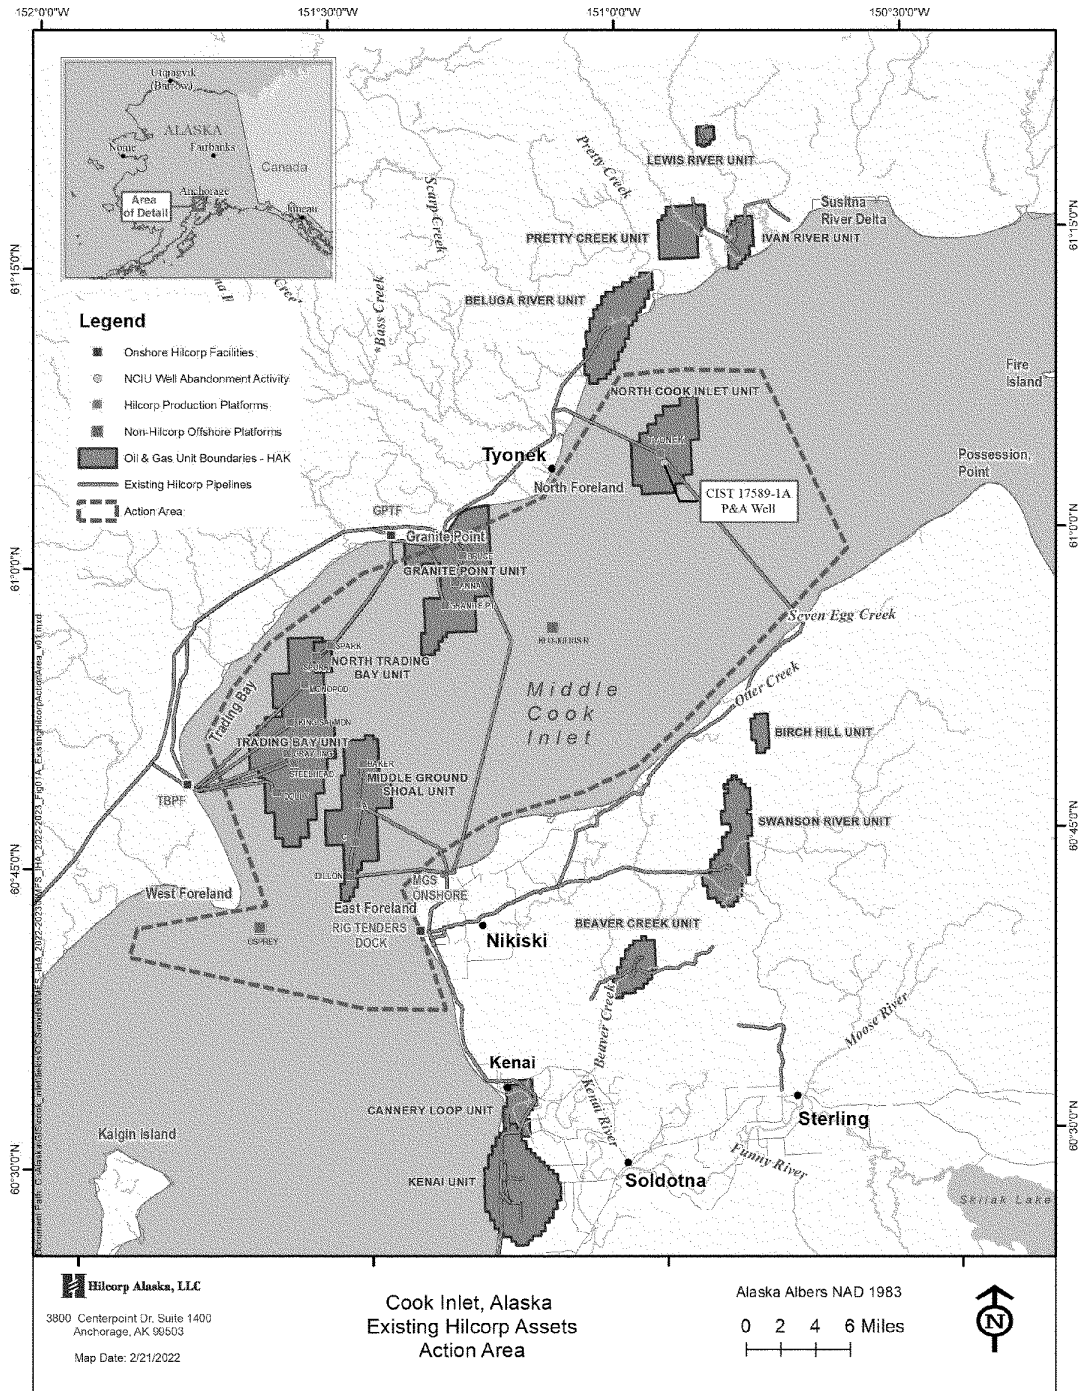 152°0'0"W
151°30'0"W
151°0'0"W
150°30'0"W
Utqiagvik
(Barrow)
ALASKA
Nome
Fairbanks
Canada
Anchorage
Area
of Detail
Juneau
Pretty Creek
LEWIS RIVER UNIT
Scarp Creek
Susitna
River Delta
PRETTY CREEK UNIT
IVAN RIVER UNIT
61°15'0"N
61°15'0"N
BELUGA RIVER UNIT
*Bass Creek
Legend
Onshore Hilcorp Facilities
NCIU Well Abandonment Activity
Hilcorp Production Platforms
Non-Hilcorp Offshore Platforms
Oil & Gas Unit Boundaries - HAK
Existing Hilcorp Pipelines
Action Area
Fire
Island
NORTH COOK INLET UNIT
TYONEK
Tyonek
Possession
Point
North Foreland
CIST 17589-1A
P&A Well
GPTF
Granite Point
BRUCE
GRANITE POINT UNIT
ANNA
GRANITE PT
61°0'0"N
61°0'0"N
Seven Egg Creek
SPARK
NORTH TRADING
BAY UNIT
SPURR
MONOPOD
Trading Bay
Middle
Cook
Inlet
Otter Creek
KING SALMON
BIRCH HILL UNIT
TRADING BAY UNIT
GRAYLING
STEELHEAD
BAKER
MIDDLE GROUND
SHOAL UNIT
DOLLY
A
C
TBPF
SWANSON RIVER UNIT
60°45'0"N
60°45'0"N
DILLON
MGS
ONSHORE
West Foreland
East Foreland
RIG TENDERS
DOCK
OSPREY
Nikiski
BEAVER CREEK UNIT
Beaver Creek
Moose River
Kenai
CANNERY LOOP UNIT
Kenai River
Sterling
Kalgin Island
Funny River
60°30'0"N
60°30'0"N
KENAI UNIT
Soldotna
Skilak Lake
Hilcorp Alaska, LLC
3800 Centerpoint Dr. Suite 1400
Anchorage, AK 99503
Map Date: 2/21/2022
Cook Inlet, Alaska
Existing Hilcorp Assets
Action Area
Alaska Albers NAD 1983
0 2 4 6 Miles
N